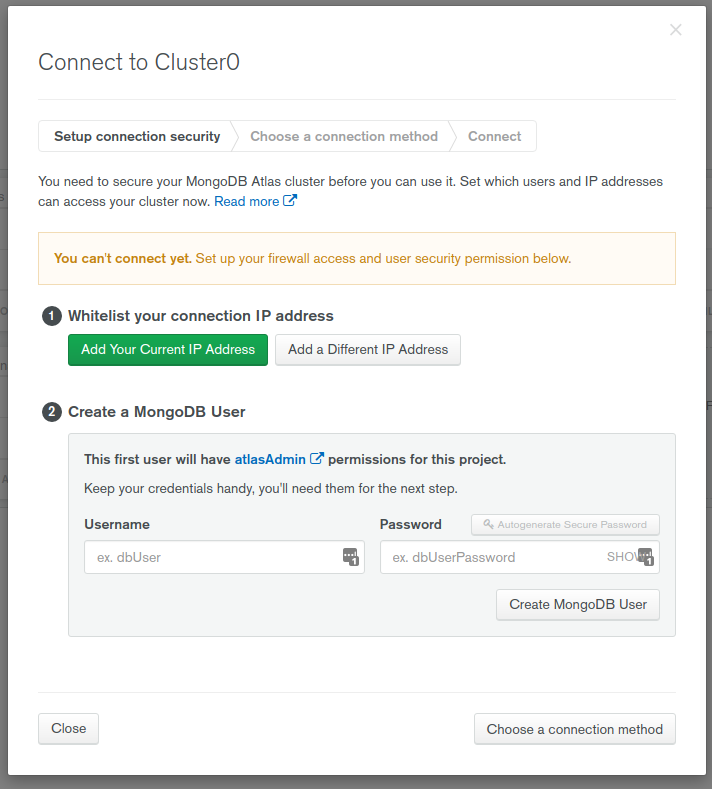 Connect to Cluster0
Setup connection security Choose a connection method Connect
You need to secure your MongoDB Atlas cluster before you can use it. Set which users and IP addresses
can access your cluster now. Read more
You can't connect yet. Set up your firewall access and user security permission below.
1 Whitelist your connection IP address
Add Your Current IP Address Add a Different IP Address
2 Create a MongoDB User
This first user will have atlasAdmin permissions for this project.
Keep your credentials handy, you'll need them for the next step.
Username Password Autogenerate Secure Password
ex. dbUser 1 ex. dbUserPassword SHOW 1
Create MongoDB User
Close Choose a connection method